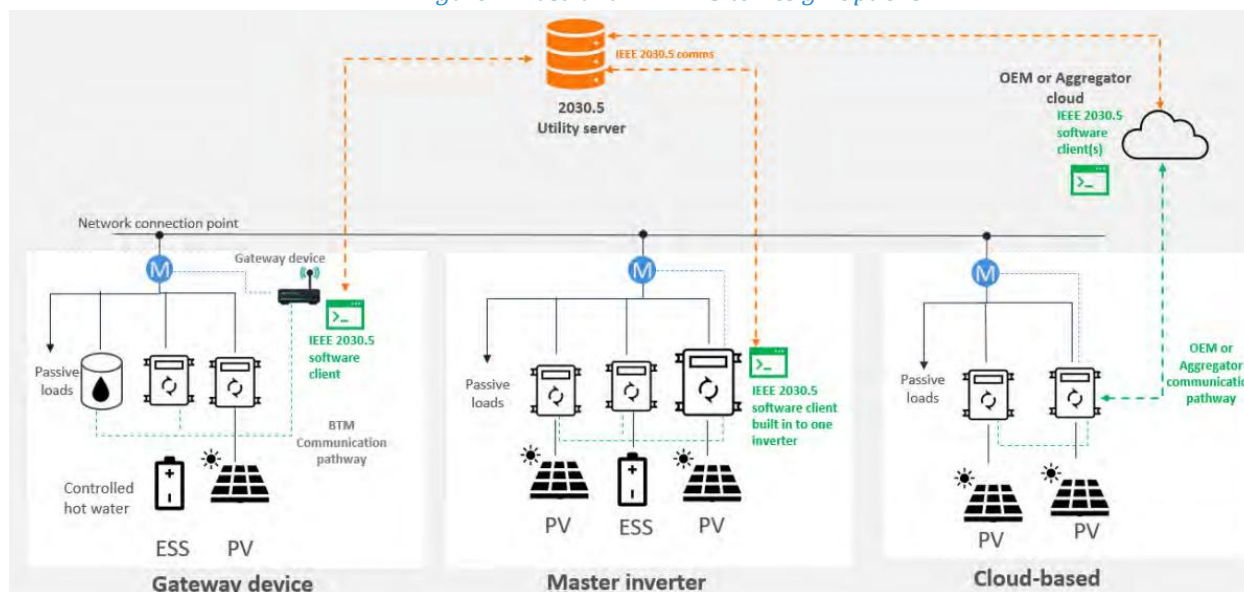 IEEE 2030.5 comms
2030.5
Utility server
OEM or Aggregator
cloud
IEEE 2030.5
software
client(s)
>_
Network connection point
M
Gateway device
>_
IEEE 2030.5
software
client
Passive
loads
BTM
Communication
pathway
Controlled
hot water
ESS
PV
Gateway device
M
Passive
loads
>_
IEEE 2030.5
software client
built in to one
inverter
PV
ESS
PV
Master inverter
M
Passive
loads
OEM or
Aggregator
communication
pathway
PV
PV
Cloud-based